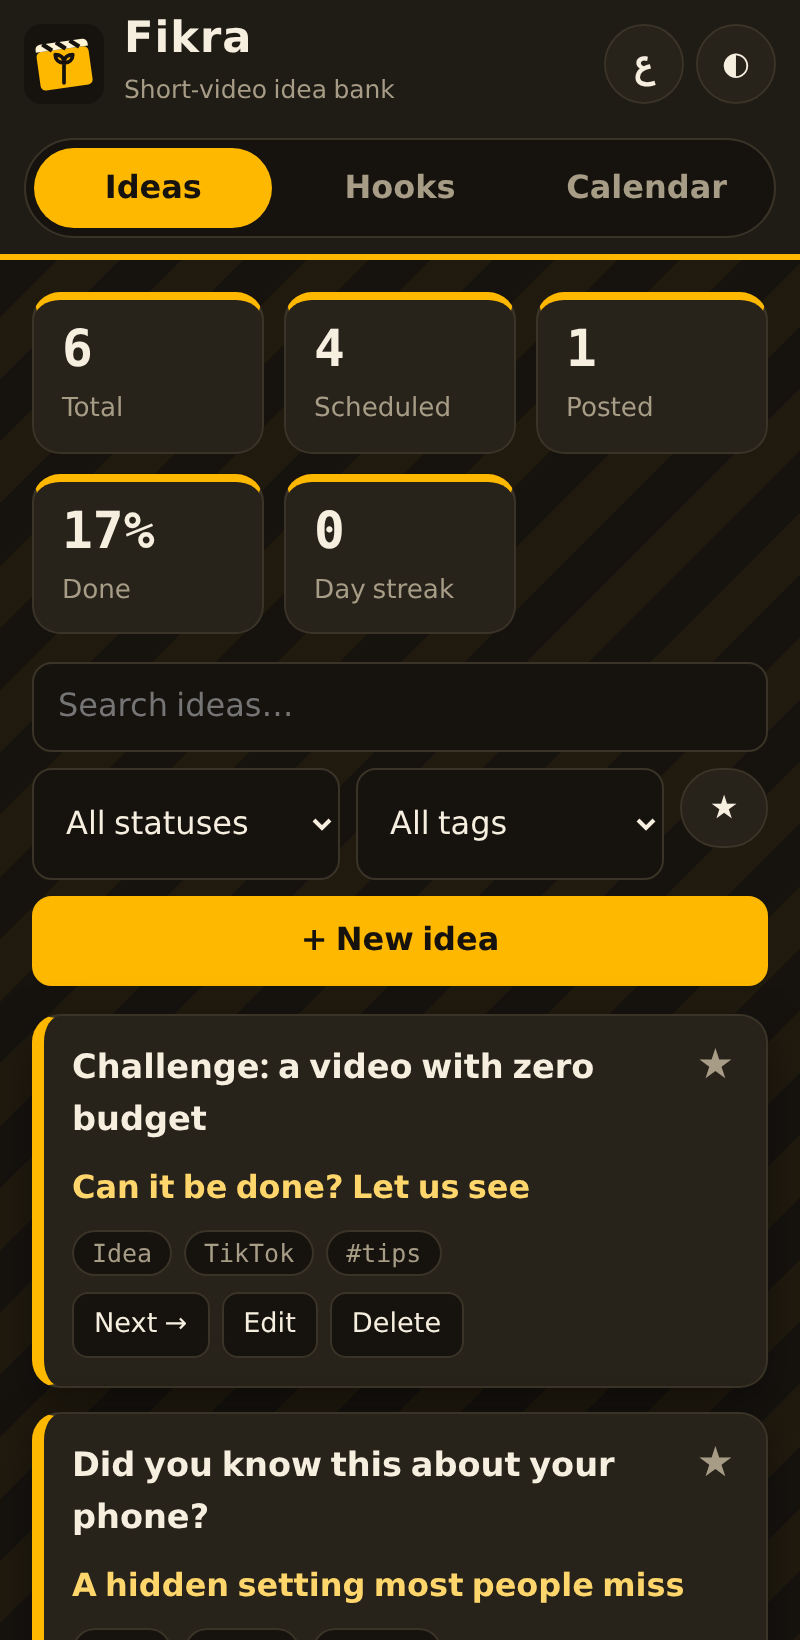 Fikra
Short-video idea bank
ع
Ideas
Hooks
Calendar
6
Total
4
Scheduled
1
Posted
17%
Done
0
Day streak
Search ideas…
All statuses
All tags
★
+ New idea
Challenge: a video with zero
budget
★
Can it be done? Let us see
Idea
TikTok
#tips
Next →
Edit
Delete
Did you know this about your
phone?
★
A hidden setting most people miss